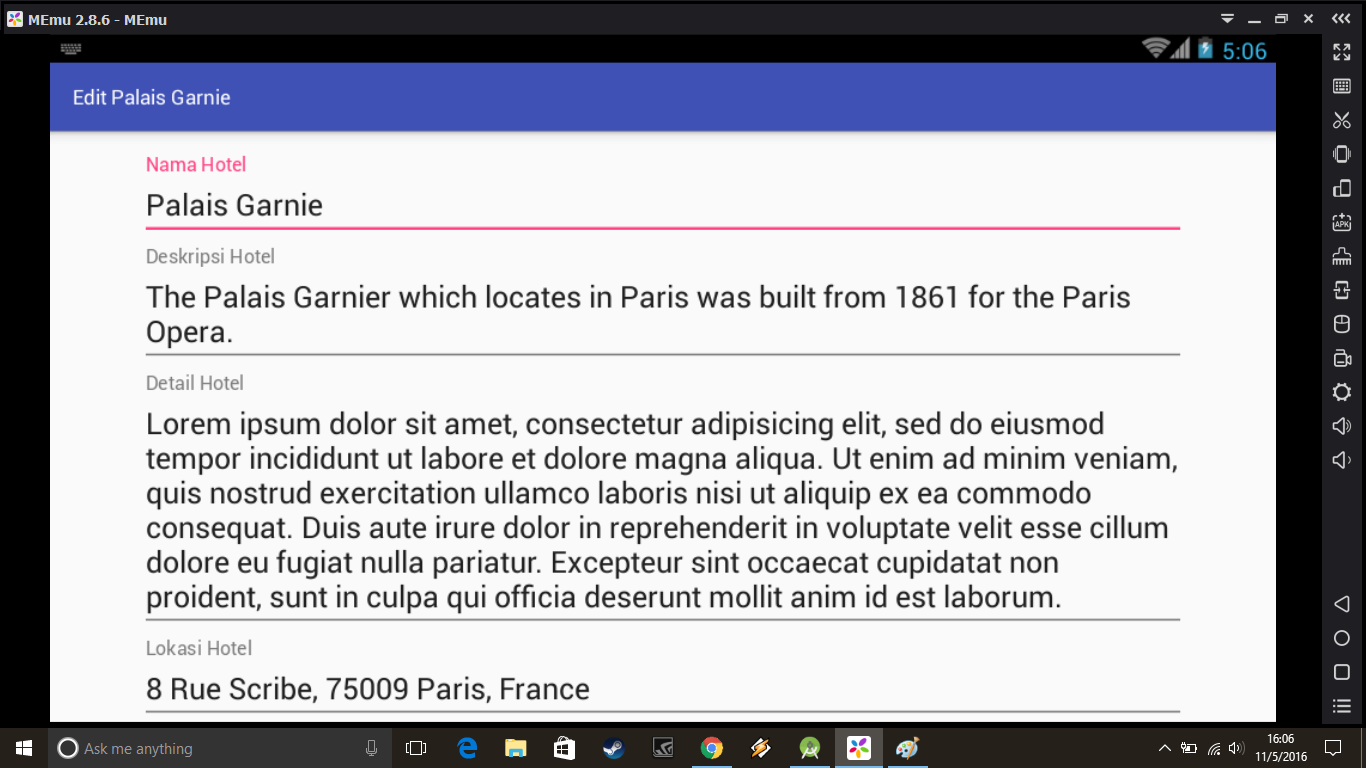 MEmu 2.8.6 - MEmu
5:06
Edit Palais Garnie
Nama Hotel
Palais Garnie
Deskripsi Hotel
The Palais Garnier which locates in Paris was built from 1861 for the Paris
Opera.
Detail Hotel
Lorem ipsum dolor sit amet, consectetur adipisicing elit, sed do eiusmod
tempor incididunt ut labore et dolore magna aliqua. Ut enim ad minim veniam,
quis nostrud exercitation ullamco laboris nisi ut aliquip ex ea commodo
consequat. Duis aute irure dolor in reprehenderit in voluptate velit esse cillum
dolore eu fugiat nulla pariatur. Excepteur sint occaecat cupidatat non
proident, sunt in culpa qui officia deserunt mollit anim id est laborum.
Lokasi Hotel
8 Rue Scribe, 75009 Paris, France
APK
Ask me anything
16:06
11/5/2016